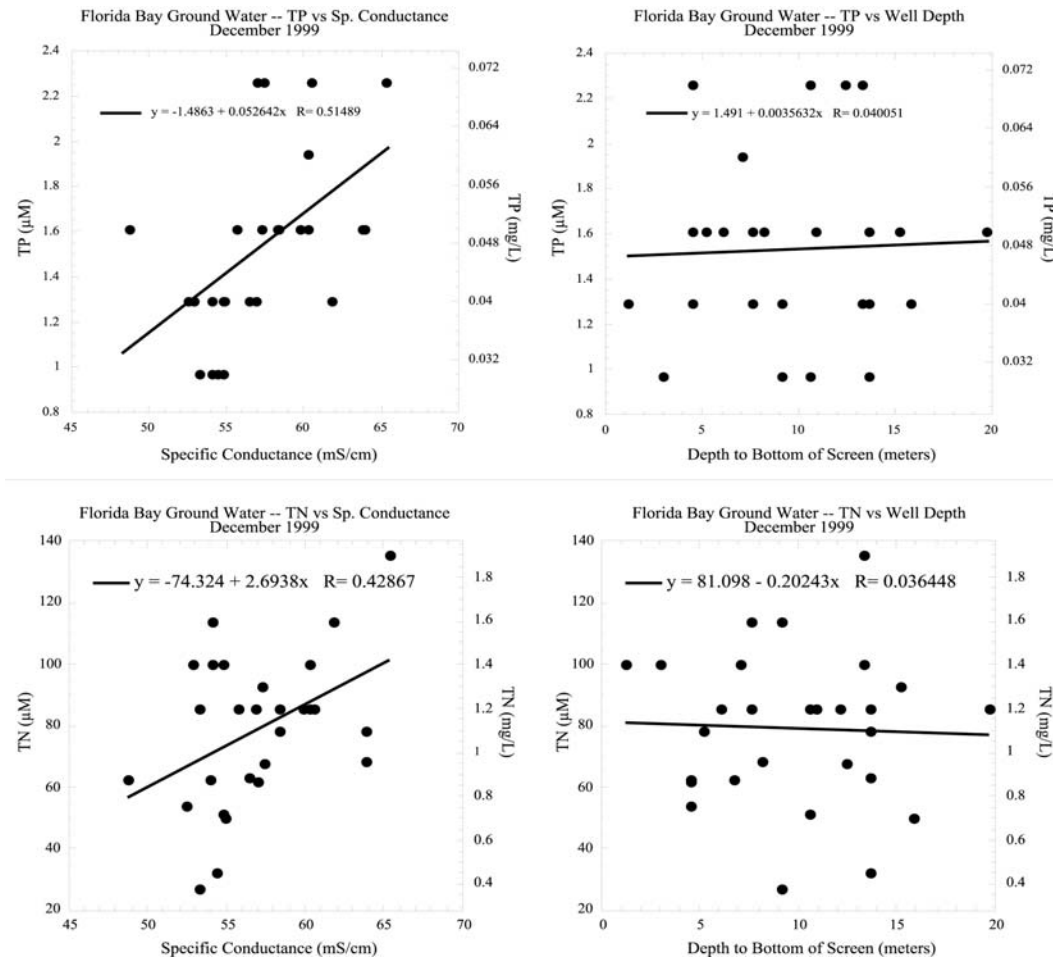 Florida Bay Ground Water -- TP vs Sp. Conductance
December 1999
2.4
2.2
2
1.8
1.6
1.4
1.2
1
0.8
TP (µM)
y = -1.4863 + 0.052642x R= 0.51489
0.072
0.064
0.056
0.048
0.04
0.032
TP (mg/L)
45 50 55 60 65 70
Specific Conductance (mS/cm)
Florida Bay Ground Water -- TP vs Well Depth
December 1999
2.4
2.2
2
1.8
1.6
1.4
1.2
1
0.8
TP (µM)
y = 1.491 + 0.0035632x R= 0.040051
0.072
0.064
0.056
0.048
0.04
0.032
TP (mg/L)
0 5 10 15 20
Depth to Bottom of Screen (meters)
Florida Bay Ground Water -- TN vs Sp. Conductance
December 1999
140
120
100
80
60
40
20
TN (µM)
y = -74.324 + 2.6938x R= 0.42867
1.8
1.6
1.4
1.2
1
0.8
0.6
0.4
TN (mg/L)
45 50 55 60 65 70
Specific Conductance (mS/cm)
Florida Bay Ground Water -- TN vs Well Depth
December 1999
140
120
100
80
60
40
20
TN (µM)
y = 81.098 - 0.20243x R= 0.036448
1.8
1.6
1.4
1.2
1
0.8
0.6
0.4
TN (mg/L)
0 5 10 15 20
Depth to Bottom of Screen (meters)